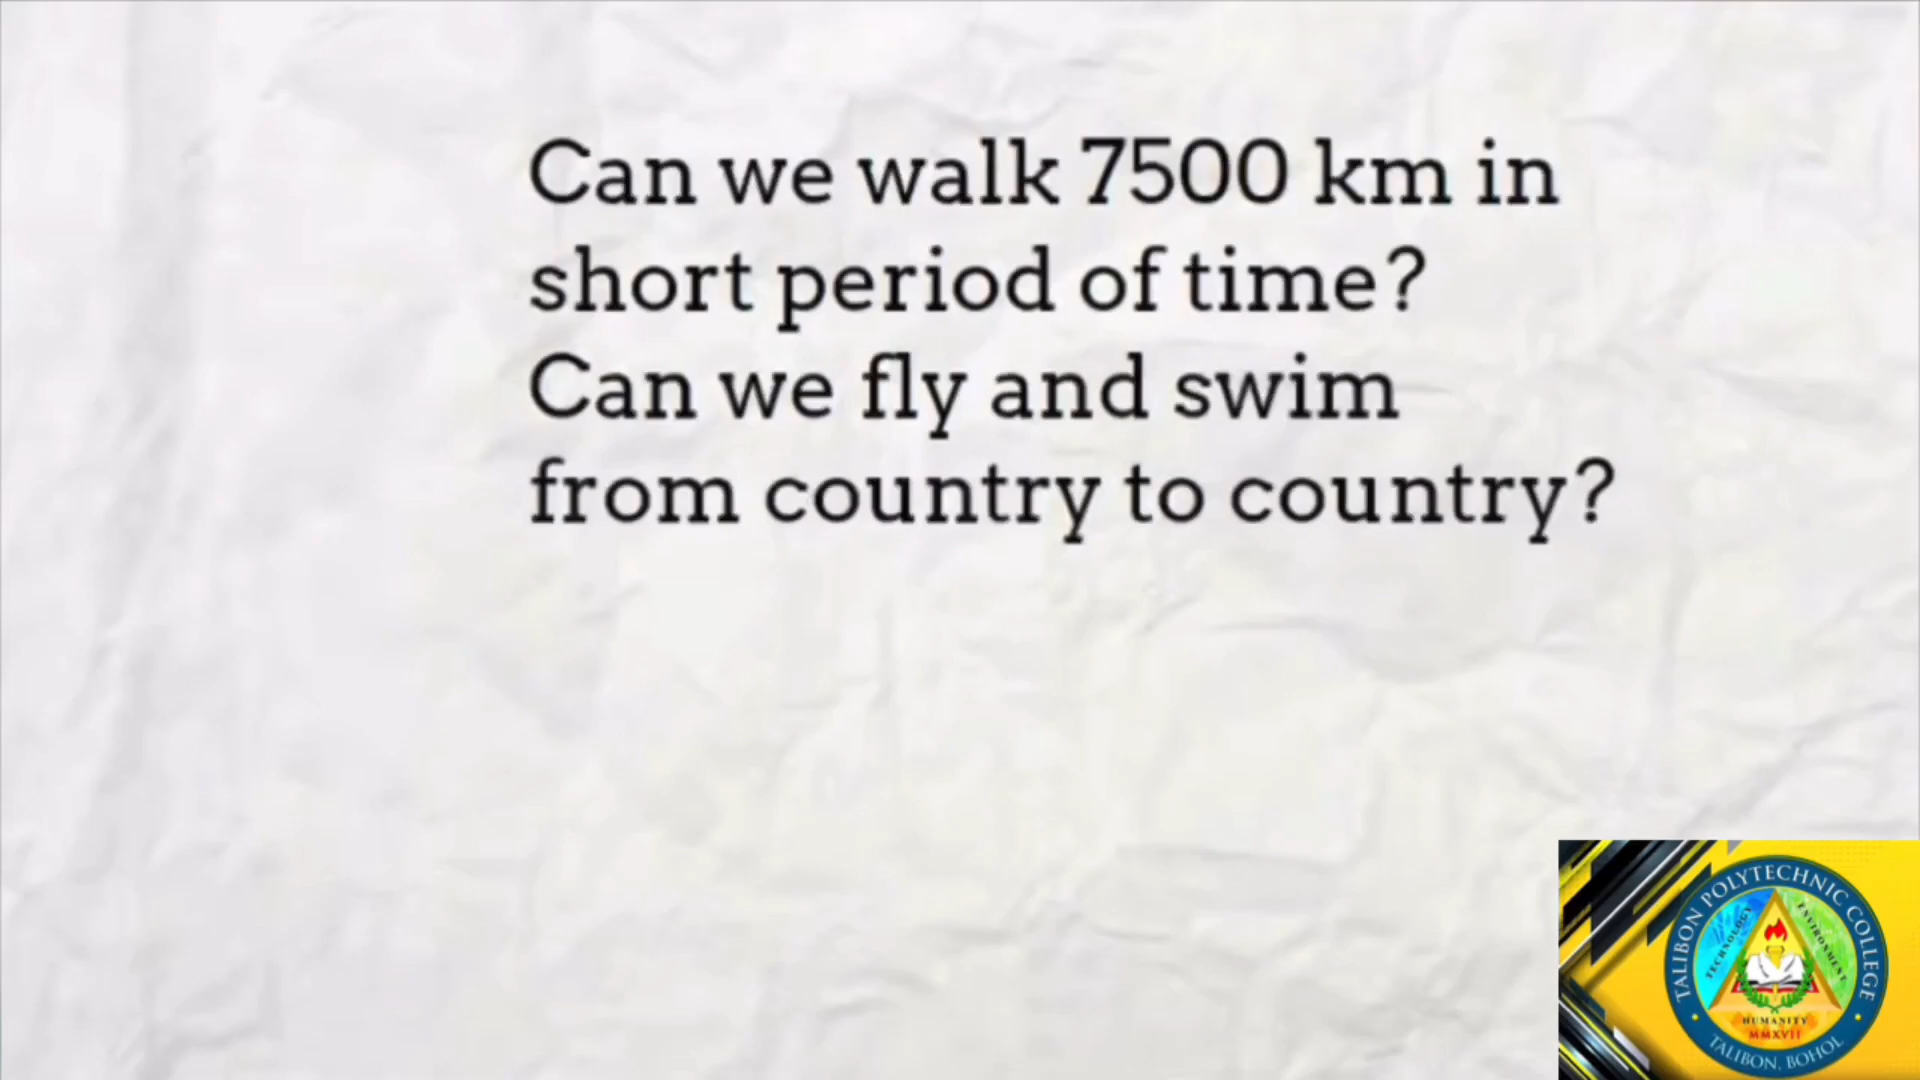 Can we walk 7500 km in
short period of time?
Can we fly and swim
from country to country?
TALIBON POLYTECHNIC COLLEGE
TECHNOLOGY
ENVIRONMENT
HUMANITY
MMXVII
TALIBON, BOHOL